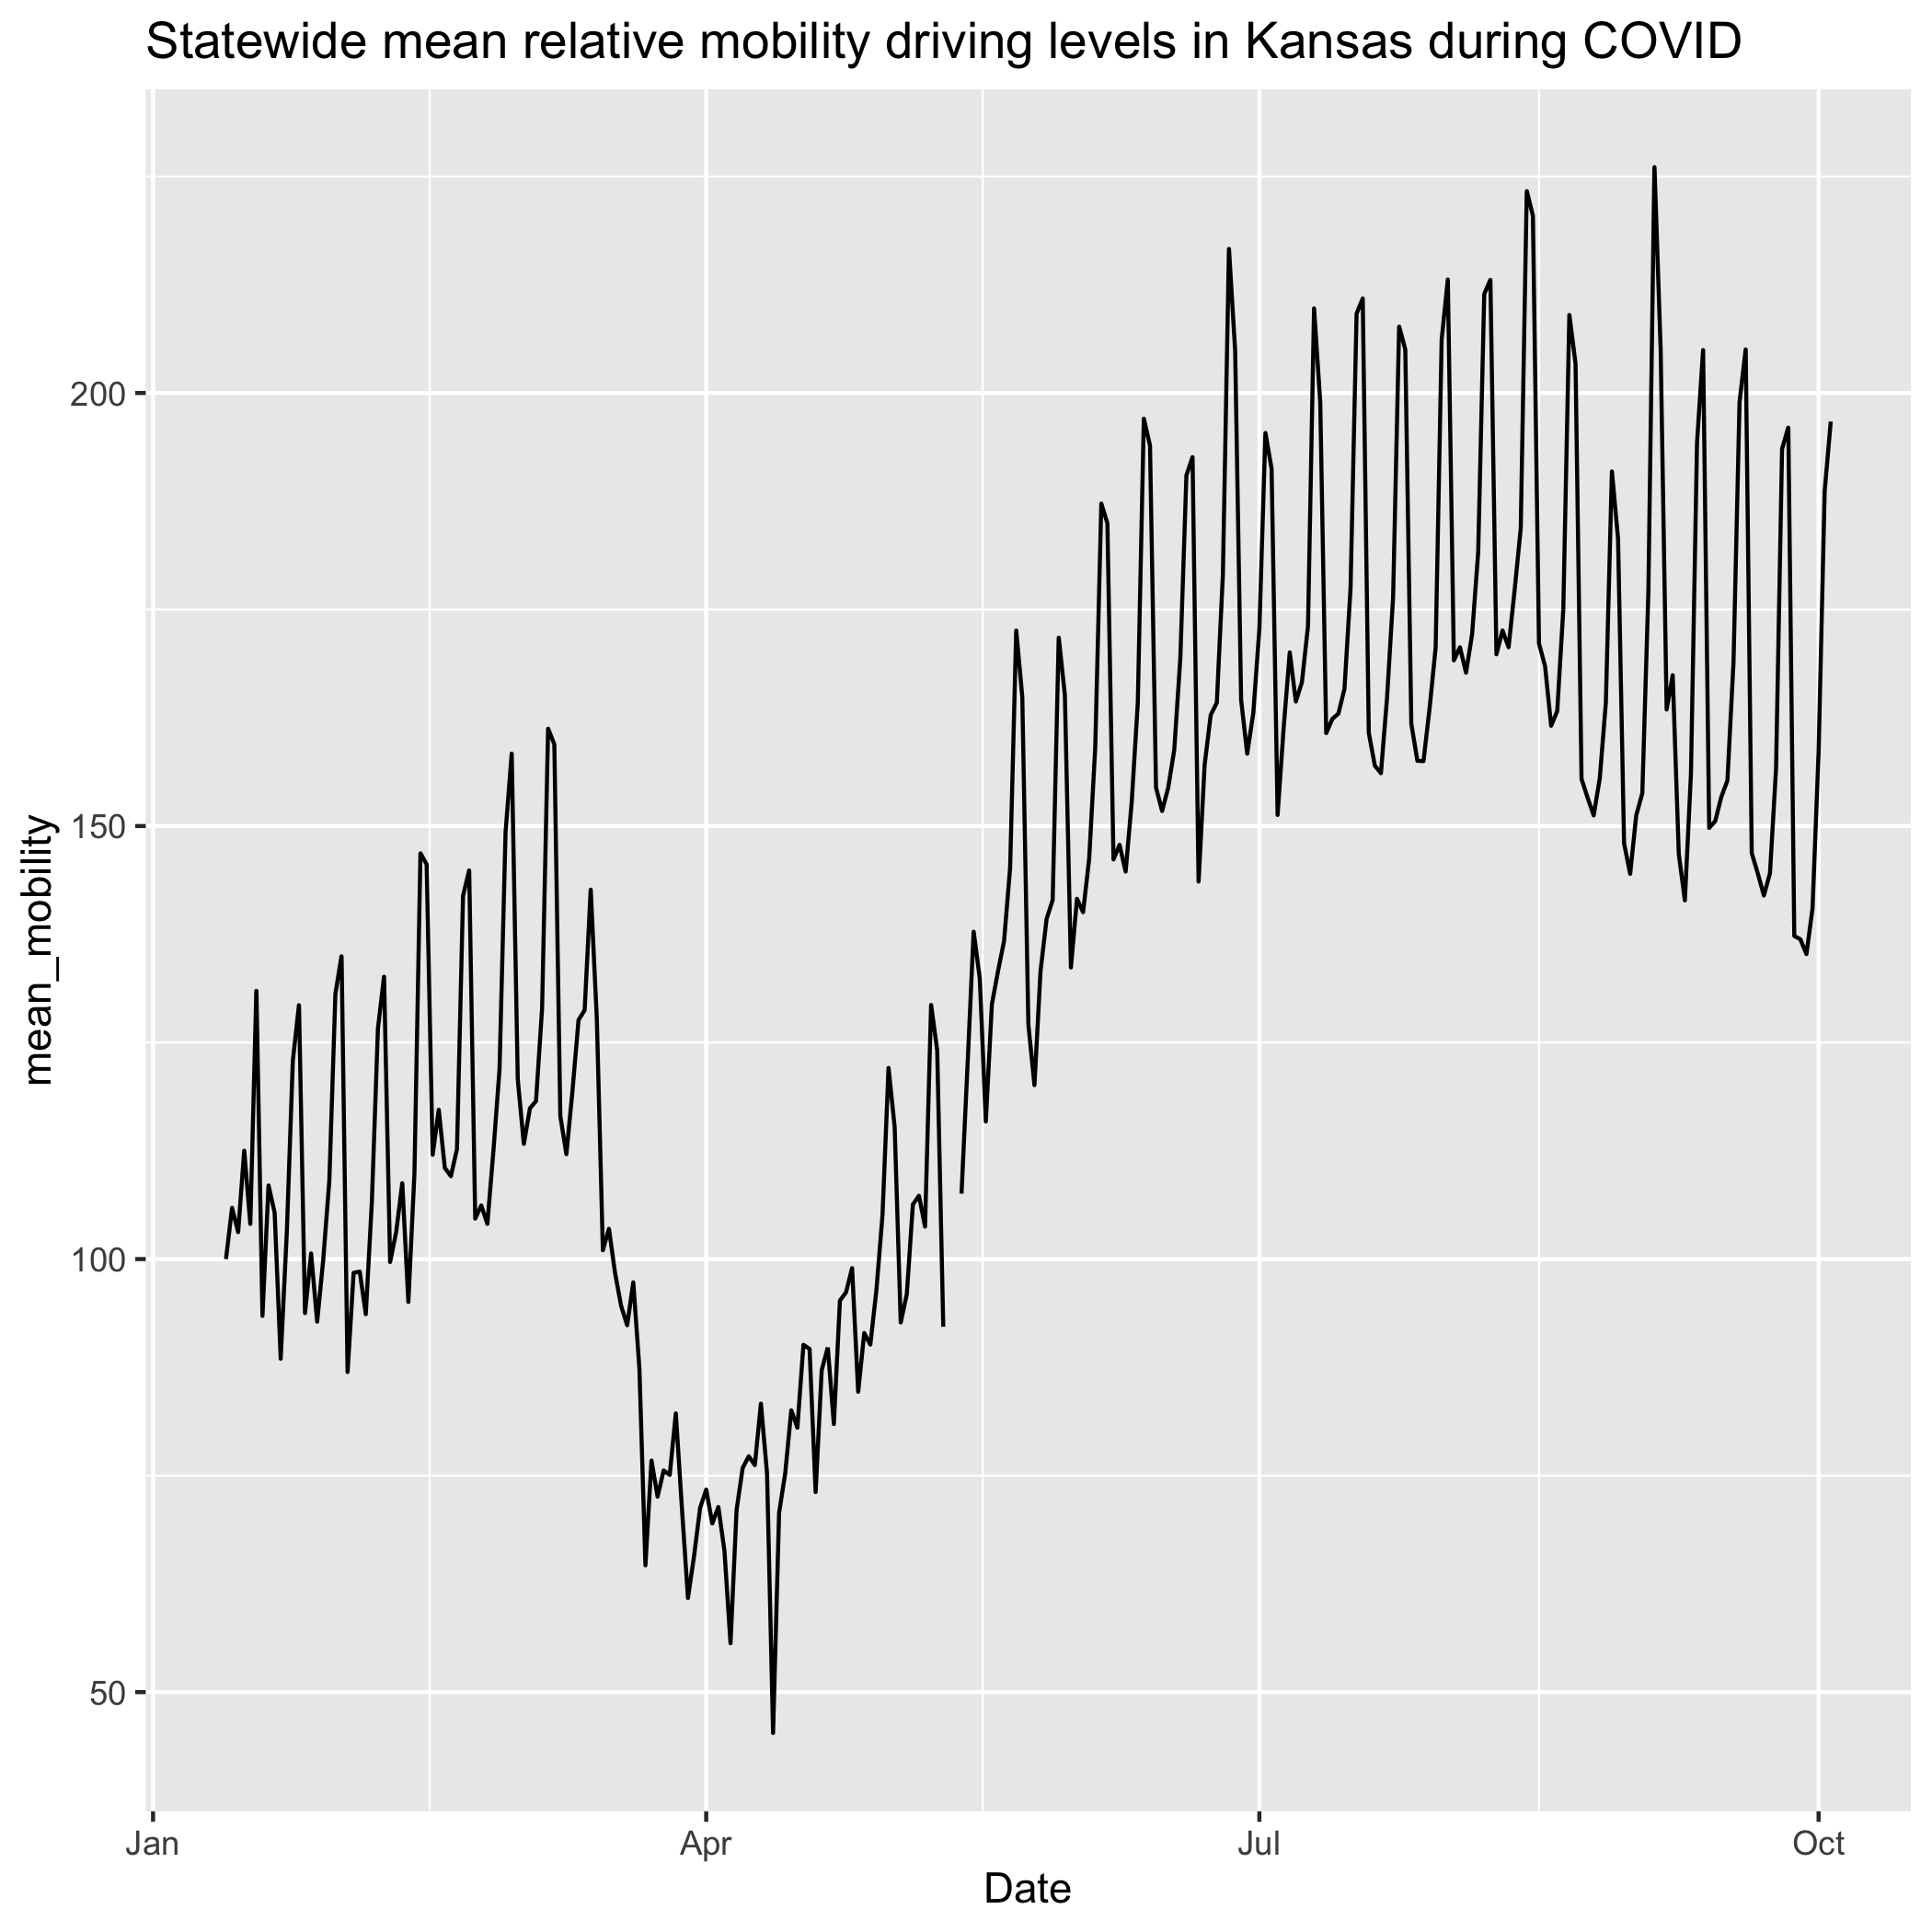 Statewide mean relative mobility driving levels in Kansas during COVID
mean_mobility
200
150
100
50
Jan Apr Jul Oct
Date